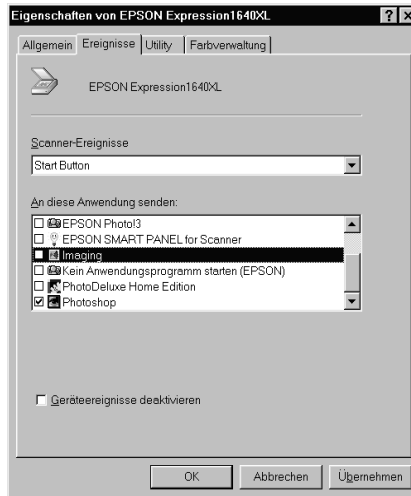 Eigenschaften von EPSON Expression1640XL
Allgemein Ereignisse Utility Farbverwaltung
EPSON Expression1640XL
Scanner-Ereignisse
Start Button
An diese Anwendung senden:
EPSON Photo!3
EPSON SMART PANEL for Scanner
Imaging
Kein Anwendungsprogramm starten (EPSON)
PhotoDeluxe Home Edition
Photoshop
Geräteereignisse deaktivieren
OK Abbrechen Übernehmen